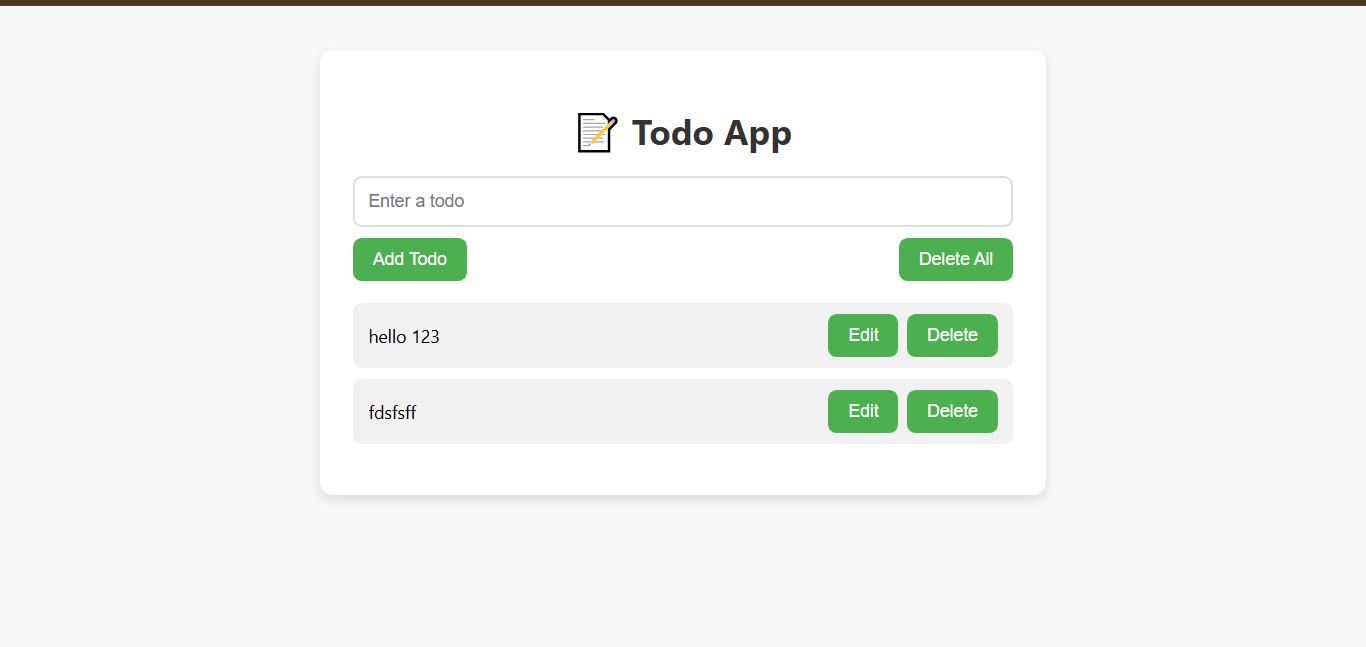 Todo App
Enter a todo
Add Todo Delete All
hello 123 Edit Delete
fdsfsff Edit Delete